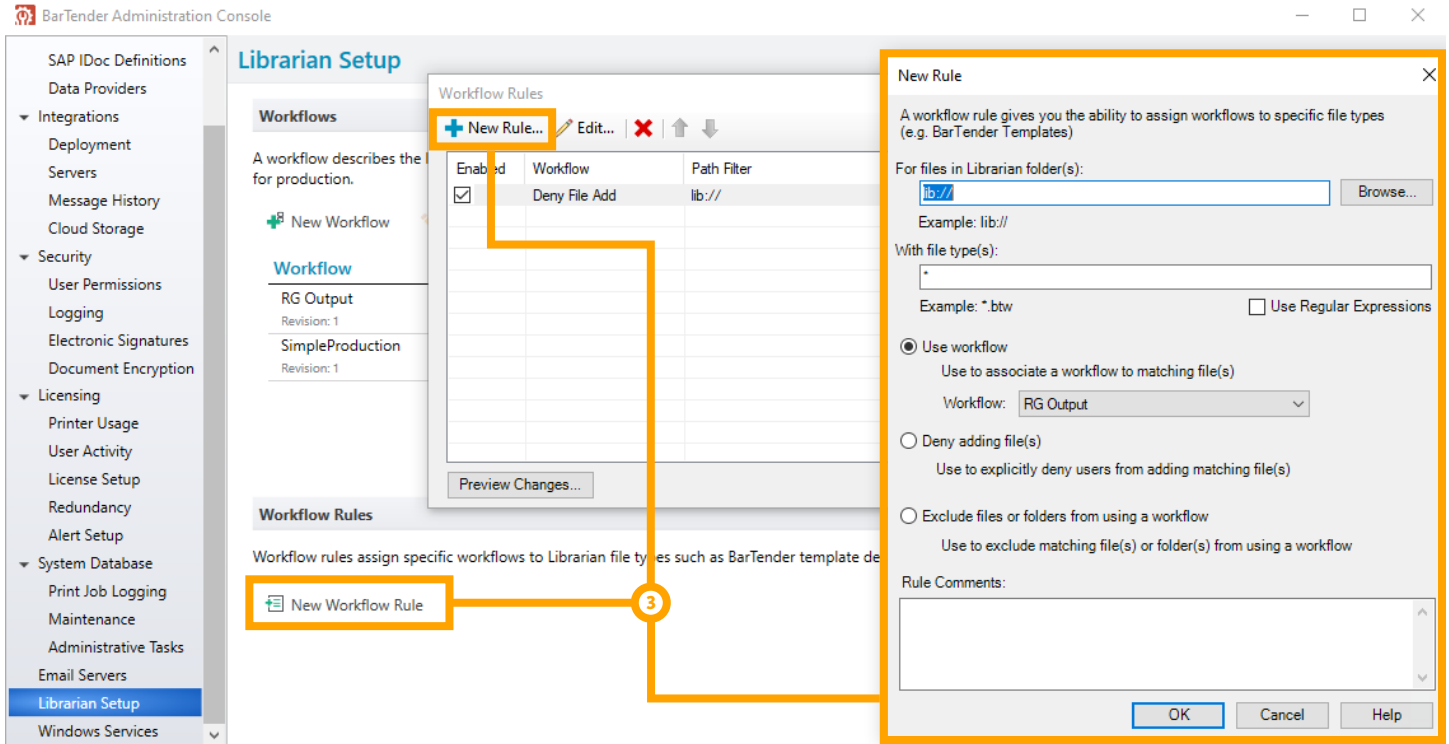 BarTender Administration Console
SAP IDoc Definitions
Data Providers
Integrations
Deployment
Servers
Message History
Cloud Storage
Security
User Permissions
Logging
Electronic Signatures
Document Encryption
Licensing
Printer Usage
User Activity
License Setup
Redundancy
Alert Setup
System Database
Print Job Logging
Maintenance
Administrative Tasks
Email Servers
Librarian Setup
Windows Services
Librarian Setup
Workflows
A workflow describes the
for production.
New Workflow
Workflow
RG Output
Revision: 1
SimpleProduction
Revision: 1
Workflow Rules
Workflow rules assign specific workflows to Librarian file types such as BarTender template de
New Workflow Rule
3
Workflow Rules
New Rule... Edit...
Enabled Workflow Path Filter
Deny File Add lib://
Preview Changes...
New Rule
A workflow rule gives you the ability to assign workflows to specific file types
(e.g. BarTender Templates)
For files in Librarian folder(s):
lib:// Browse...
Example: lib://
With file type(s):
*
Example: *.btw Use Regular Expressions
Use workflow
Use to associate a workflow to matching file(s)
Workflow: RG Output
Deny adding file(s)
Use to explicitly deny users from adding matching file(s)
Exclude files or folders from using a workflow
Use to exclude matching file(s) or folder(s) from using a workflow
Rule Comments:
OK Cancel Help